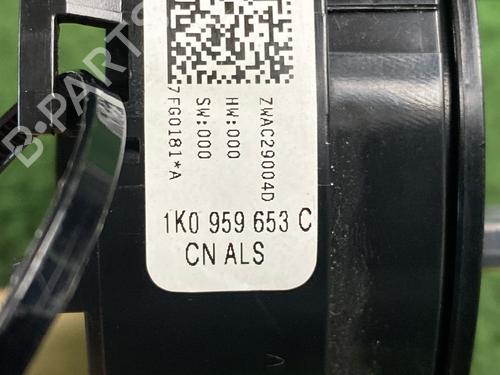 ZWAC29004D
HW:000
SW:000
7FG0181*A
1K0 959 653 C
CN ALS
B-PARTS